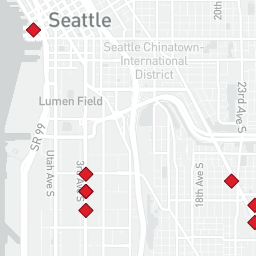 Seattle
20th
Seattle Chinatown-
International
District
Lumen Field
23rd Ave S
SR 99
Utah Ave S
3rd Ave S
18th Ave S